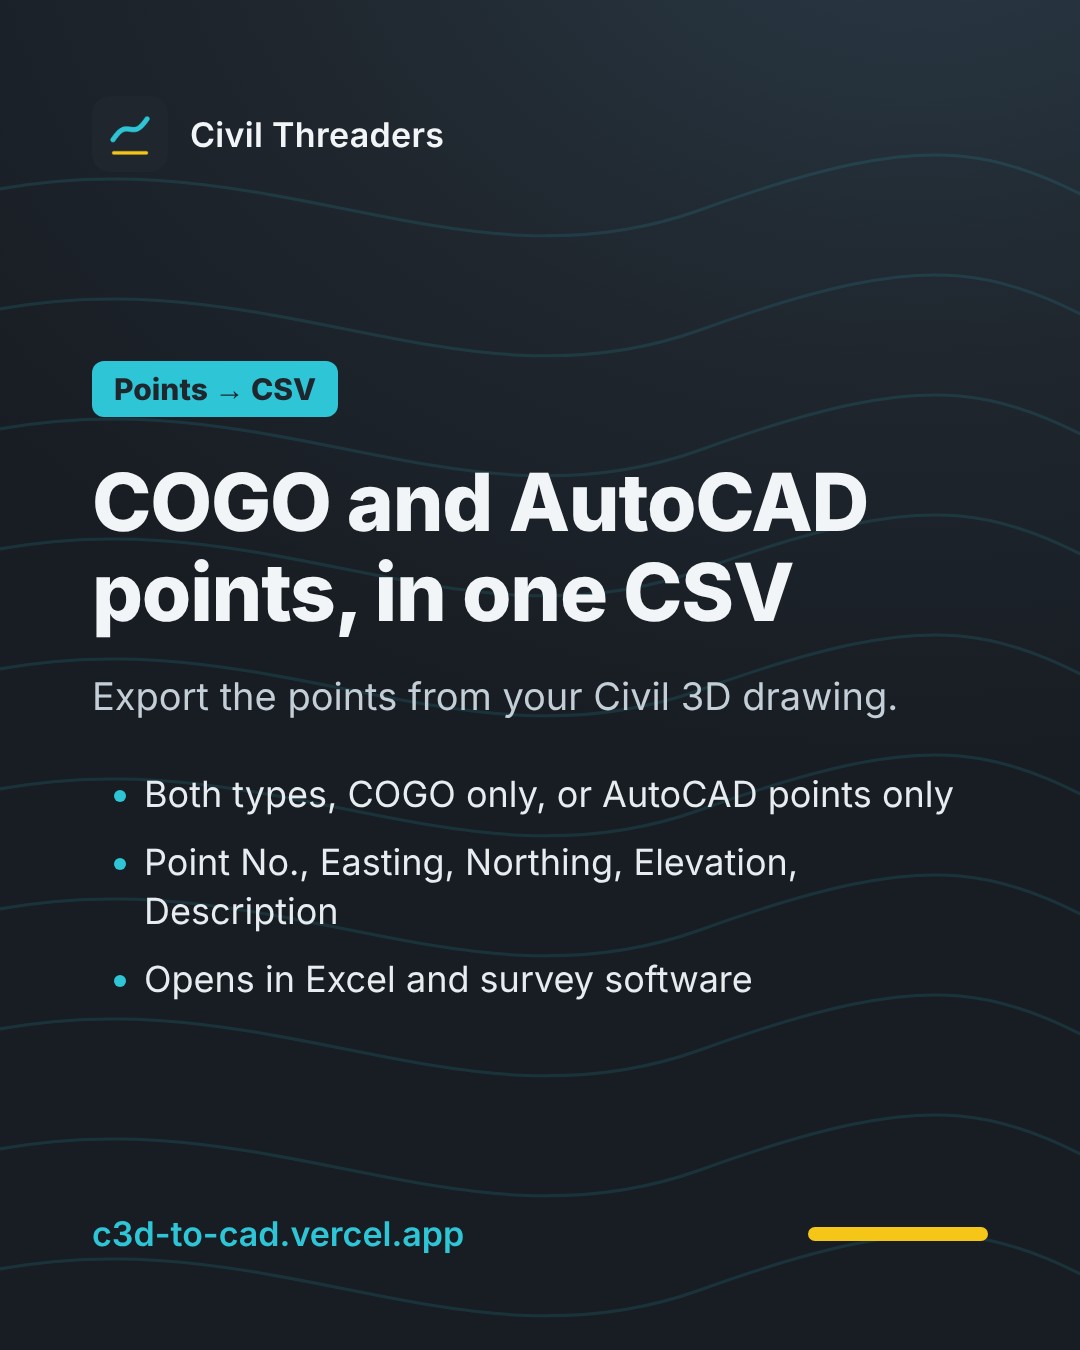 Civil Threaders
Points → CSV
COGO and AutoCAD
points, in one CSV
Export the points from your Civil 3D drawing.
• Both types, COGO only, or AutoCAD points only
• Point No., Easting, Northing, Elevation,
Description
• Opens in Excel and survey software
c3d-to-cad.vercel.app